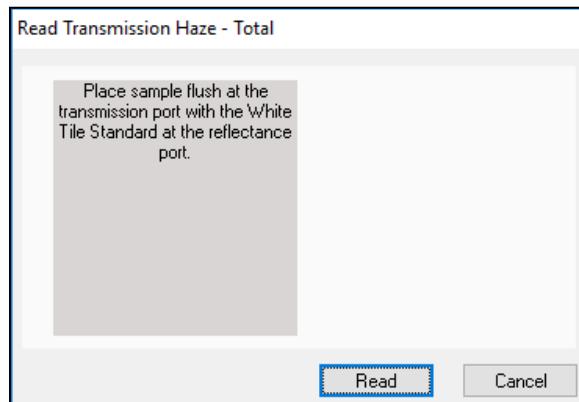 Read Transmission Haze - Total
Place sample flush at the
transmission port with the White
Tile Standard at the reflectance
port.
Read
Cancel